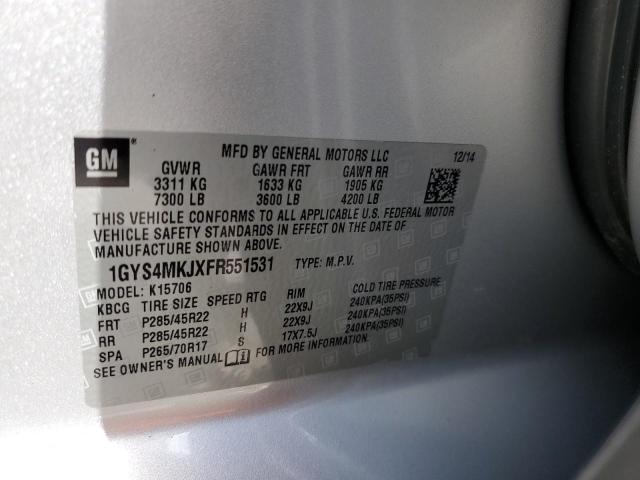 GM
MFD BY GENERAL MOTORS LLC 12/14
GVWR GAWR FRT GAWR RR
3311 KG 1633 KG 1905 KG
7300 LB 3600 LB 4200 LB
THIS VEHICLE CONFORMS TO ALL APPLICABLE U.S. FEDERAL MOTOR
VEHICLE SAFETY STANDARDS IN EFFECT ON THE DATE OF
MANUFACTURE SHOWN ABOVE.
1GYS4MKJXFR551531 TYPE: M.P.V.
MODEL: K15706
KBCG TIRE SIZE SPEED RTG RIM COLD TIRE PRESSURE
FRT P285/45R22 H 22X9J 240KPA(35PSI)
RR P285/45R22 H 22X9J 240KPA(35PSI)
SPA P265/70R17 S 17X7.5J 240KPA(35PSI)
SEE OWNER'S MANUAL FOR MORE INFORMATION.